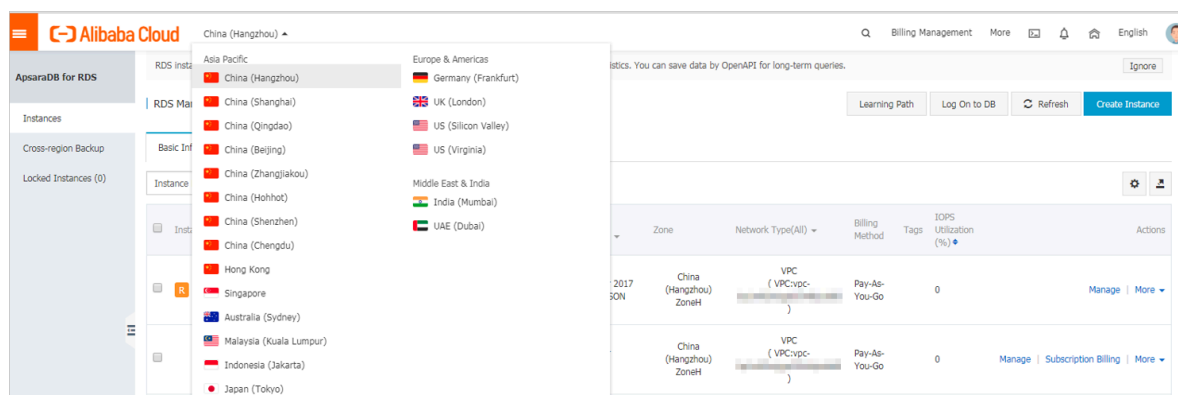 Alibaba Cloud
China (Hangzhou)
Billing Management
More
English
ApsaraDB for RDS
Instances
Cross-region Backup
Locked Instances (0)
RDS insta
istics. You can save data by OpenAPI for long-term queries.
Ignore
RDS Mar
Learning Path
Log On to DB
Refresh
Create Instance
Basic Inf
Instance
Asia Pacific
China (Hangzhou)
China (Shanghai)
China (Qingdao)
China (Beijing)
China (Zhangjiakou)
China (Hohhot)
China (Shenzhen)
China (Chengdu)
Hong Kong
Singapore
Australia (Sydney)
Malaysia (Kuala Lumpur)
Indonesia (Jakarta)
Japan (Tokyo)
Europe & Americas
Germany (Frankfurt)
UK (London)
US (Silicon Valley)
US (Virginia)
Middle East & India
India (Mumbai)
UAE (Dubai)
Insta
Zone
Network Type(All)
Billing
Method
Tags
IOPS
Utilization
(%)
Actions
R
2017
SON
China
(Hangzhou)
ZoneH
VPC
( VPC:vpc-
)
Pay-As-
You-Go
0
Manage | More
China
(Hangzhou)
ZoneH
VPC
( VPC:vpc-
)
Pay-As-
You-Go
0
Manage | Subscription Billing | More